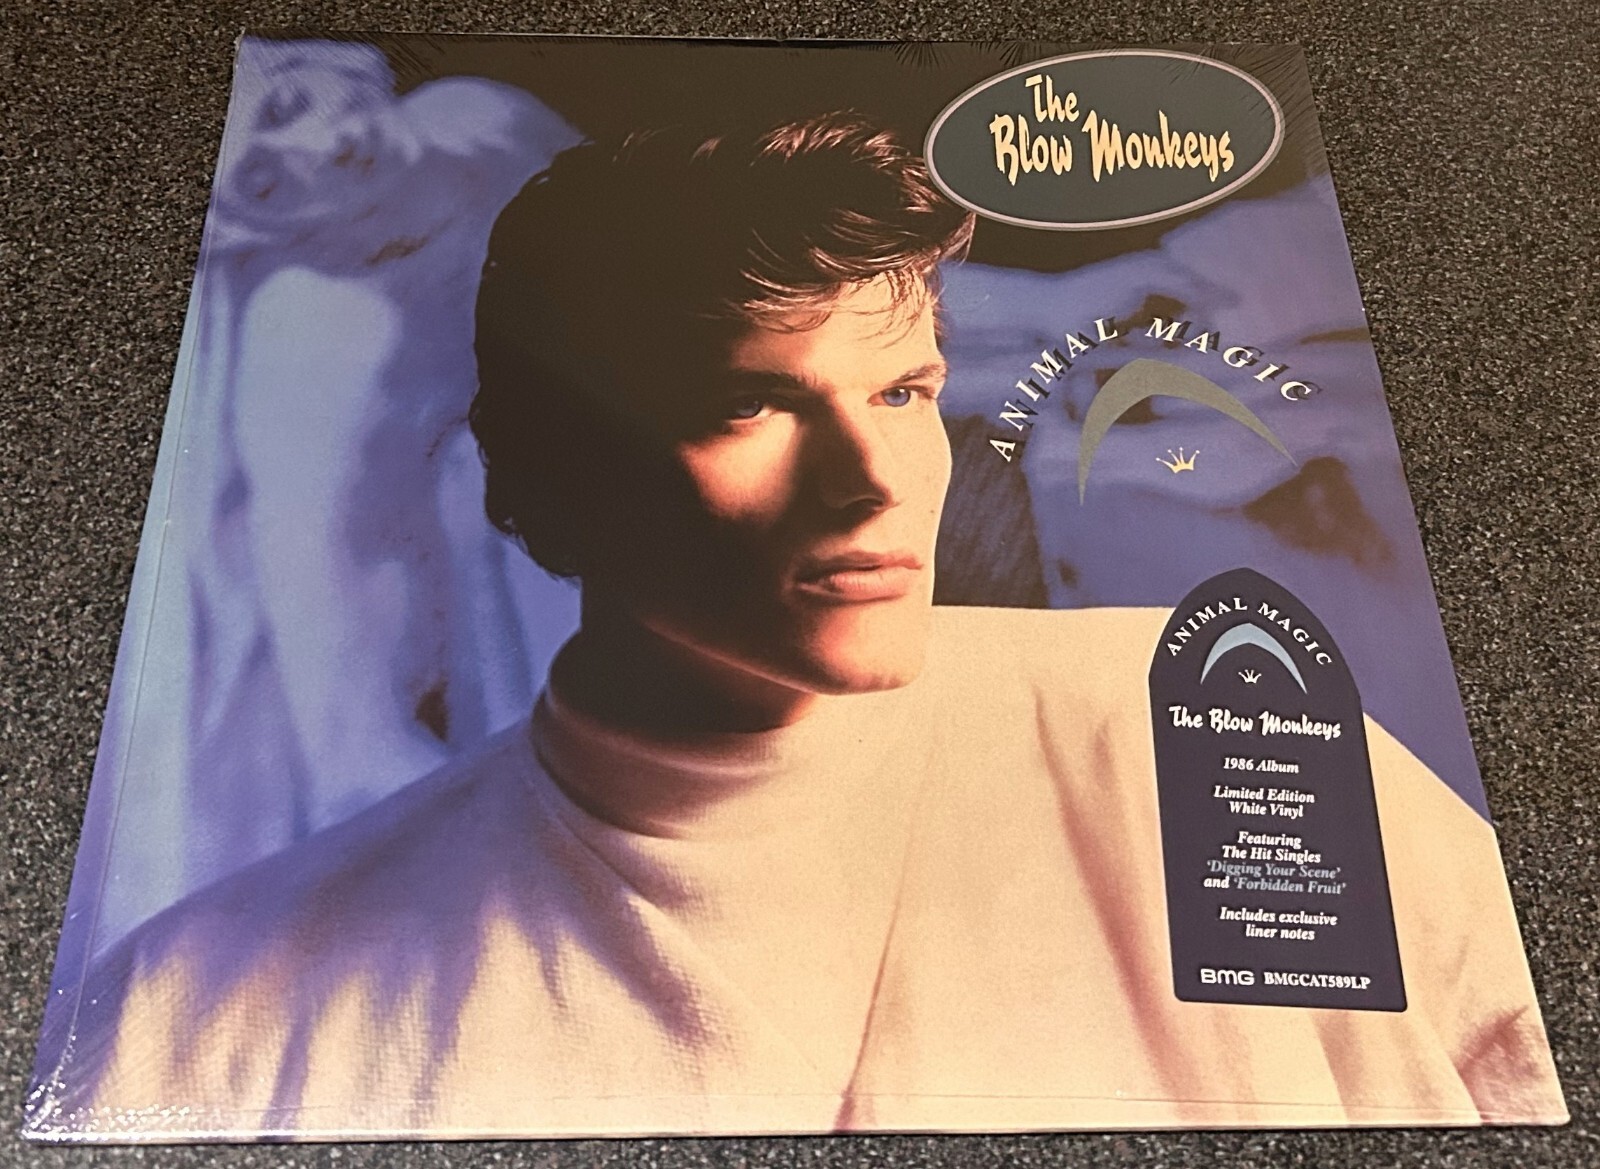 The
Blow Monkeys
ANIMAL MAGIC
ANIMAL MAGIC
The Blow Monkeys
1986 Album
Limited Edition
White Vinyl
Featuring
The Hit Singles
‘Digging Your Scene’
and ‘Forbidden Fruit’
Includes exclusive
liner notes
BMG BMGCAT589LP